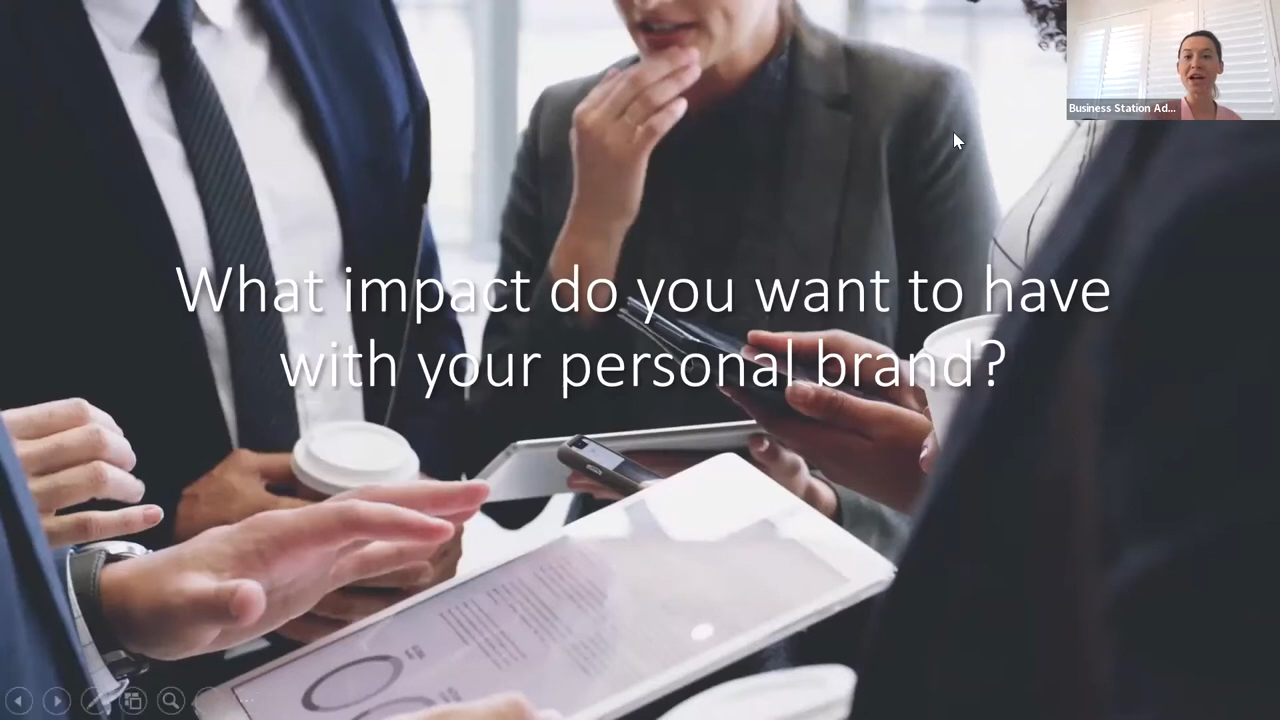 Business Station Ad...
What impact do you want to have
with your personal brand?